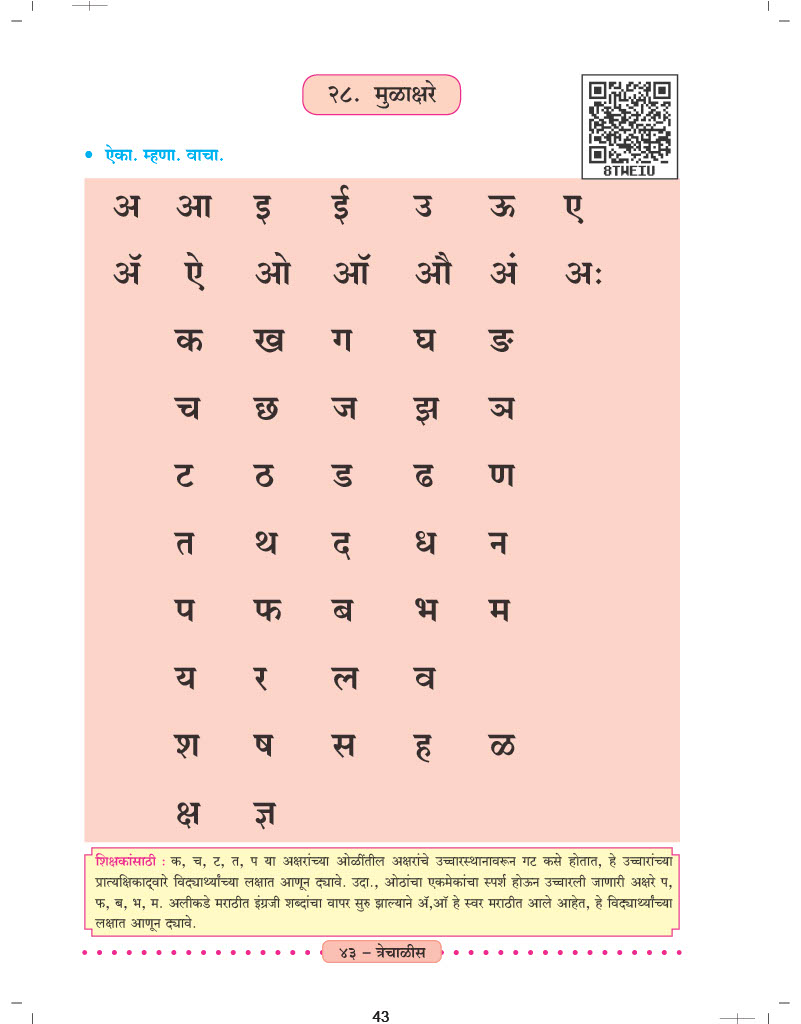 २८. मुळाक्षरे
8TWEIU
• ऐका. म्हणा. वाचा.
अ आ इ ई उ ऊ ए
ॲ ऐ ओ ऑ औ अं अः
क ख ग घ ङ
च छ ज झ ञ
ट ठ ड ढ ण
त थ द ध न
प फ ब भ म
य र ल व
श ष स ह ळ
क्ष ज्ञ
शिक्षकांसाठी : क, च, ट, त, प या अक्षरांच्या ओळींतील अक्षरांचे उच्चारस्थानावरून गट कसे होतात, हे उच्चारांच्या
प्रात्यक्षिकाद्‌वारे विद्यार्थ्यांच्या लक्षात आणून द्यावे. उदा., ओठांचा एकमेकांचा स्पर्श होऊन उच्चारली जाणारी अक्षरे प,
फ, ब, भ, म. अलीकडे मराठीत इंग्रजी शब्दांचा वापर सुरु झाल्याने ॲ,ऑ हे स्वर मराठीत आले आहेत, हे विद्यार्थ्यांच्या
लक्षात आणून द्यावे.
४३ – त्रेचाळीस
43